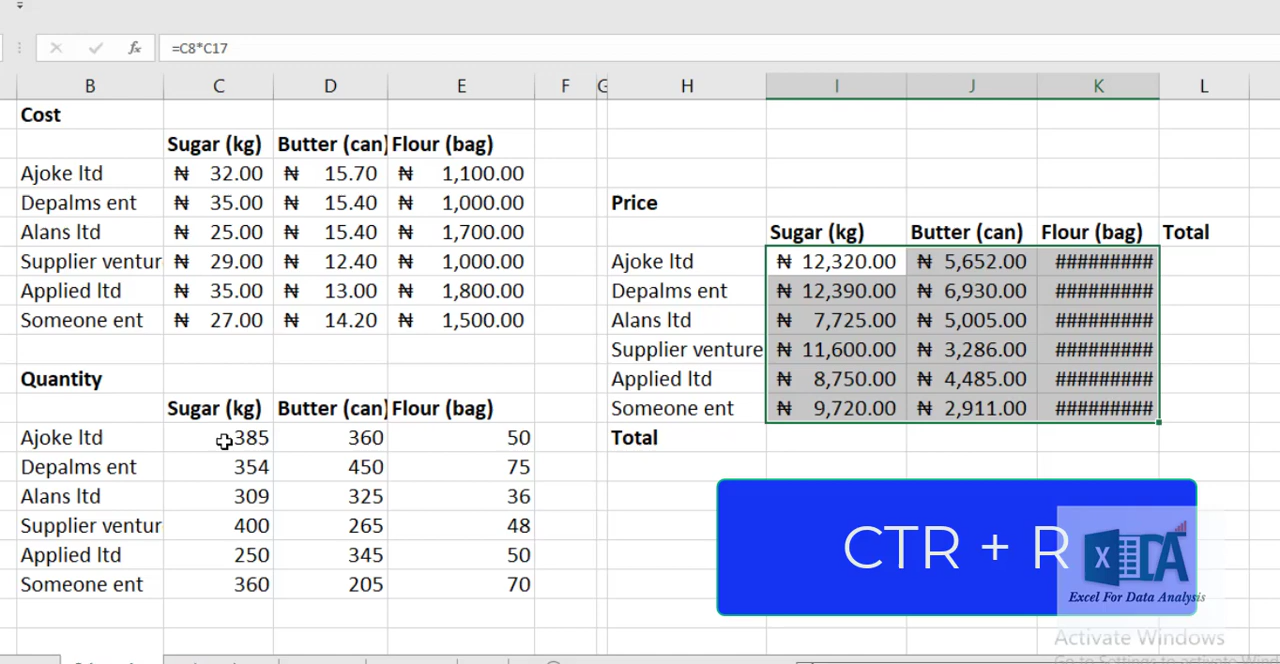 =C8*C17
B C D E F G H I J K L
Cost
Sugar (kg) Butter (can) Flour (bag)
Ajoke ltd ₦ 32.00 ₦ 15.70 ₦ 1,100.00
Depalms ent ₦ 35.00 ₦ 15.40 ₦ 1,000.00 Price
Alans ltd ₦ 25.00 ₦ 15.40 ₦ 1,700.00 Sugar (kg) Butter (can) Flour (bag) Total
Supplier ventur ₦ 29.00 ₦ 12.40 ₦ 1,000.00 Ajoke ltd ₦ 12,320.00 ₦ 5,652.00 #########
Applied ltd ₦ 35.00 ₦ 13.00 ₦ 1,800.00 Depalms ent ₦ 12,390.00 ₦ 6,930.00 #########
Someone ent ₦ 27.00 ₦ 14.20 ₦ 1,500.00 Alans ltd ₦ 7,725.00 ₦ 5,005.00 #########
Supplier venture ₦ 11,600.00 ₦ 3,286.00 #########
Quantity Applied ltd ₦ 8,750.00 ₦ 4,485.00 #########
Sugar (kg) Butter (can) Flour (bag) Someone ent ₦ 9,720.00 ₦ 2,911.00 #########
Ajoke ltd 385 360 50 Total
Depalms ent 354 450 75
Alans ltd 309 325 36
Supplier ventur 400 265 48
Applied ltd 250 345 50
Someone ent 360 205 70
CTR + R
X DA
Excel For Data Analysis
Activate Windows